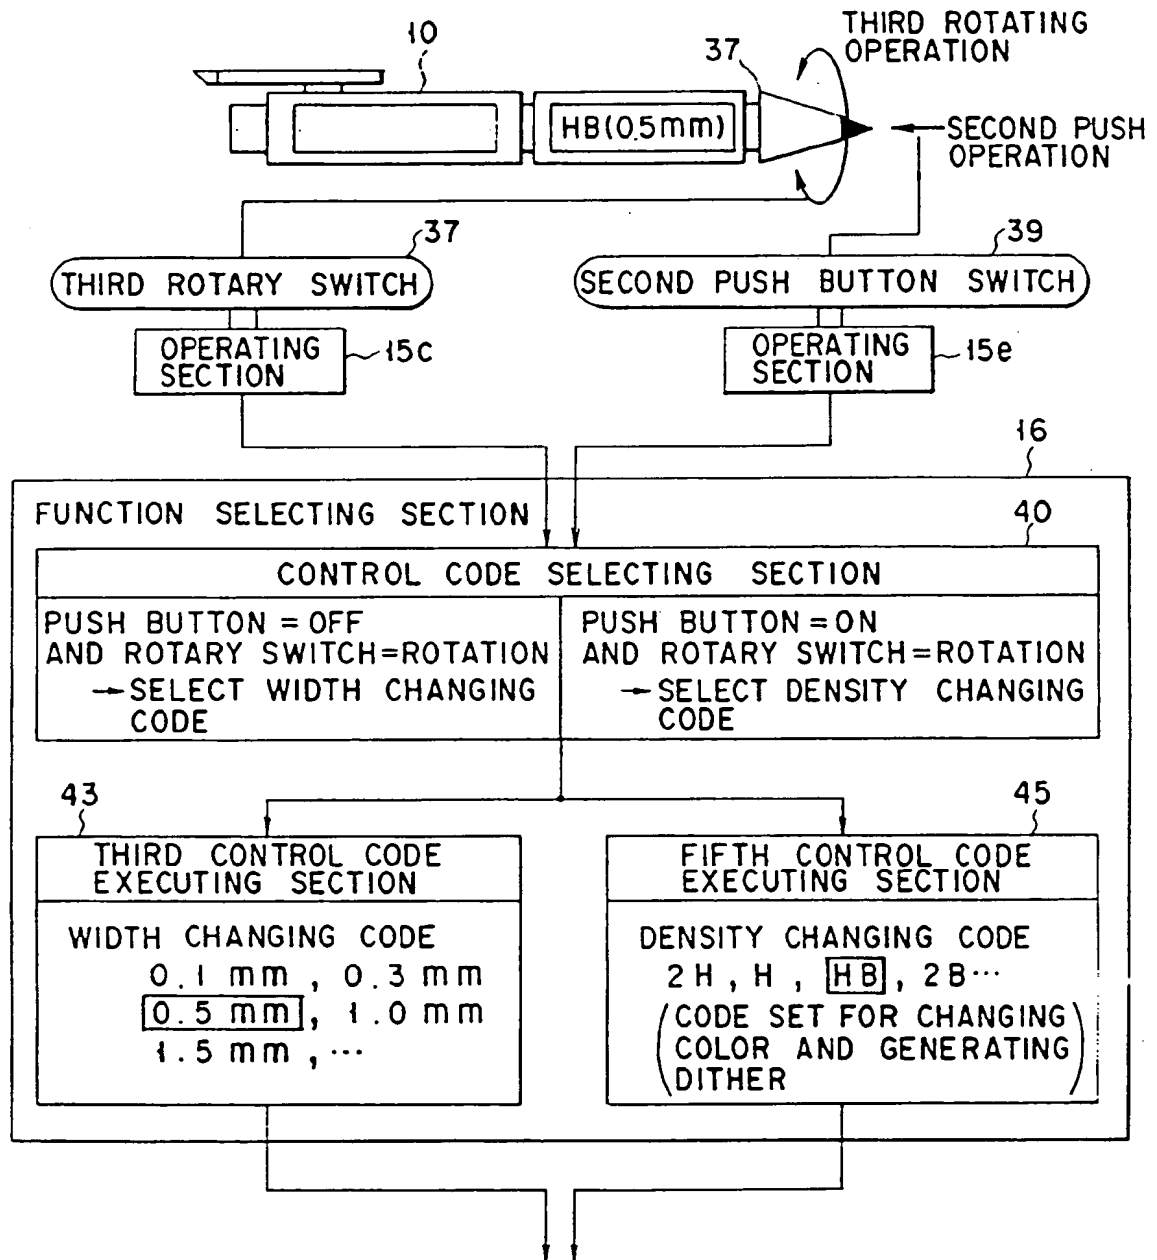 THIRD ROTATING
OPERATION
10
37
HB(0.5mm)
SECOND PUSH
OPERATION
37
39
THIRD ROTARY SWITCH
SECOND PUSH BUTTON SWITCH
OPERATING
SECTION
15c
OPERATING
SECTION
15e
16
FUNCTION SELECTING SECTION
40
CONTROL CODE SELECTING SECTION
PUSH BUTTON = OFF
AND ROTARY SWITCH=ROTATION
→ SELECT WIDTH CHANGING
CODE
PUSH BUTTON = ON
AND ROTARY SWITCH=ROTATION
→ SELECT DENSITY CHANGING
CODE
43
THIRD CONTROL CODE
EXECUTING SECTION
WIDTH CHANGING CODE
0.1 mm , 0.3 mm
0.5 mm , 1.0 mm
1.5 mm , ...
45
FIFTH CONTROL CODE
EXECUTING SECTION
DENSITY CHANGING CODE
2H , H , HB , 2B...
(CODE SET FOR CHANGING
COLOR AND GENERATING
DITHER)